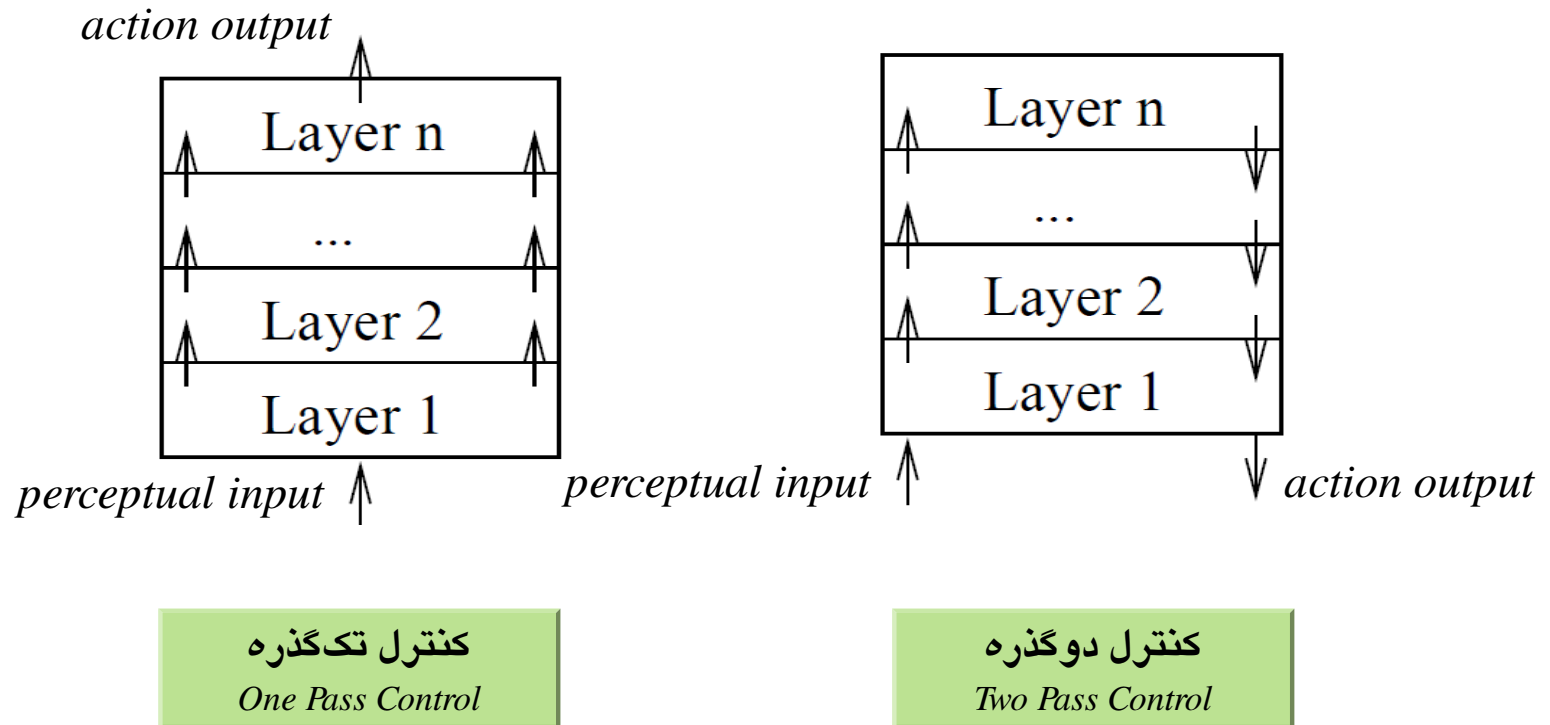 action output
Layer n
...
Layer 2
Layer 1
perceptual input
کنترل تک‌گذره
One Pass Control
Layer n
...
Layer 2
Layer 1
perceptual input
action output
کنترل دوگذره
Two Pass Control